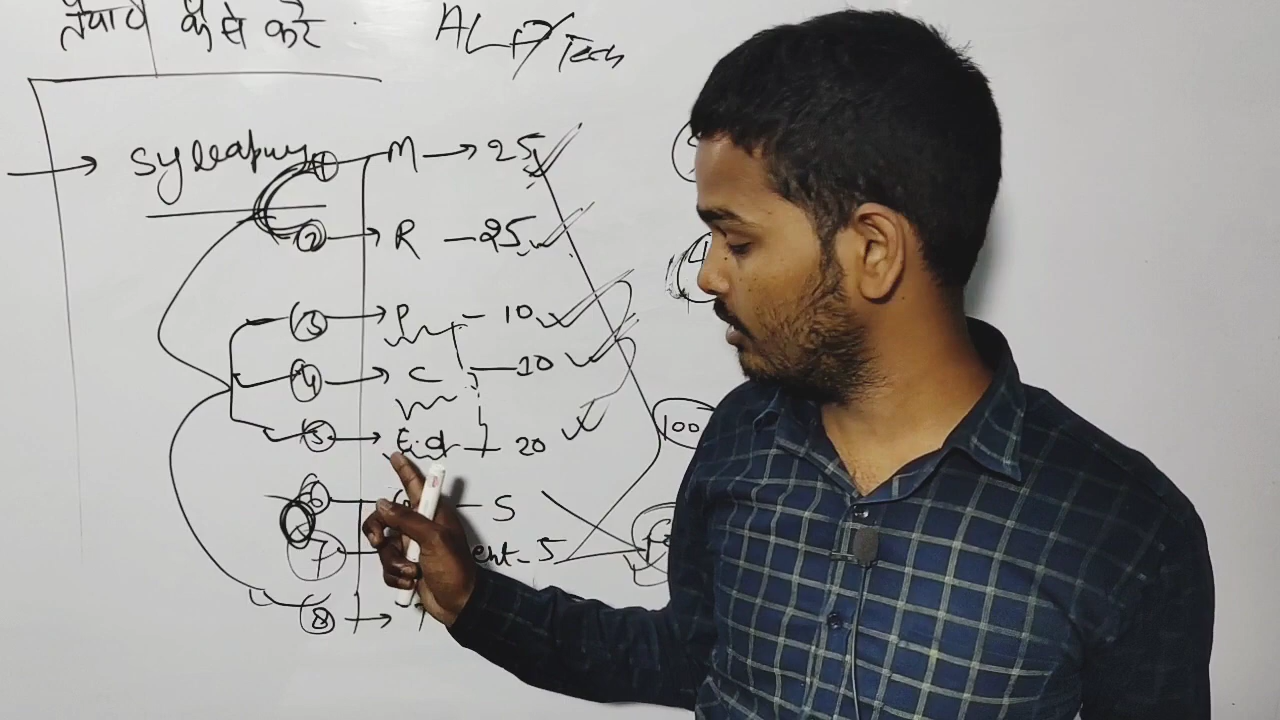 कैसे करे
ALP Tech
→ syllabus
① → M → 25
② → R - 25
③ → P - 10
④ → C - 10
⑤ → E.d + 20
⑥ - S
⑦ ent - 5
⑧ →
100
4